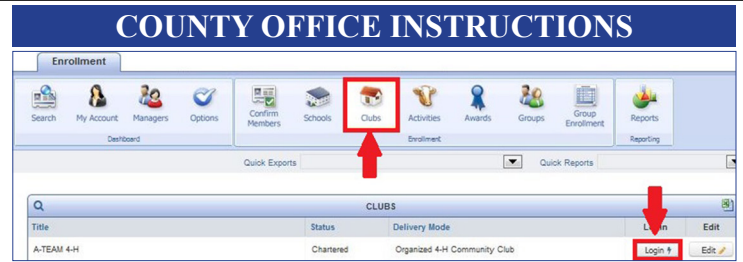 COUNTY OFFICE INSTRUCTIONS
Enrollment
Search My Account Managers Options Confirm Members Schools Clubs Activities Awards Groups Group Enrollment Reports
Dashboard Enrollment Reporting
Quick Exports Quick Reports
CLUBS
Title Status Delivery Mode Login Edit
A-TEAM 4-H Chartered Organized 4-H Community Club Login Edit